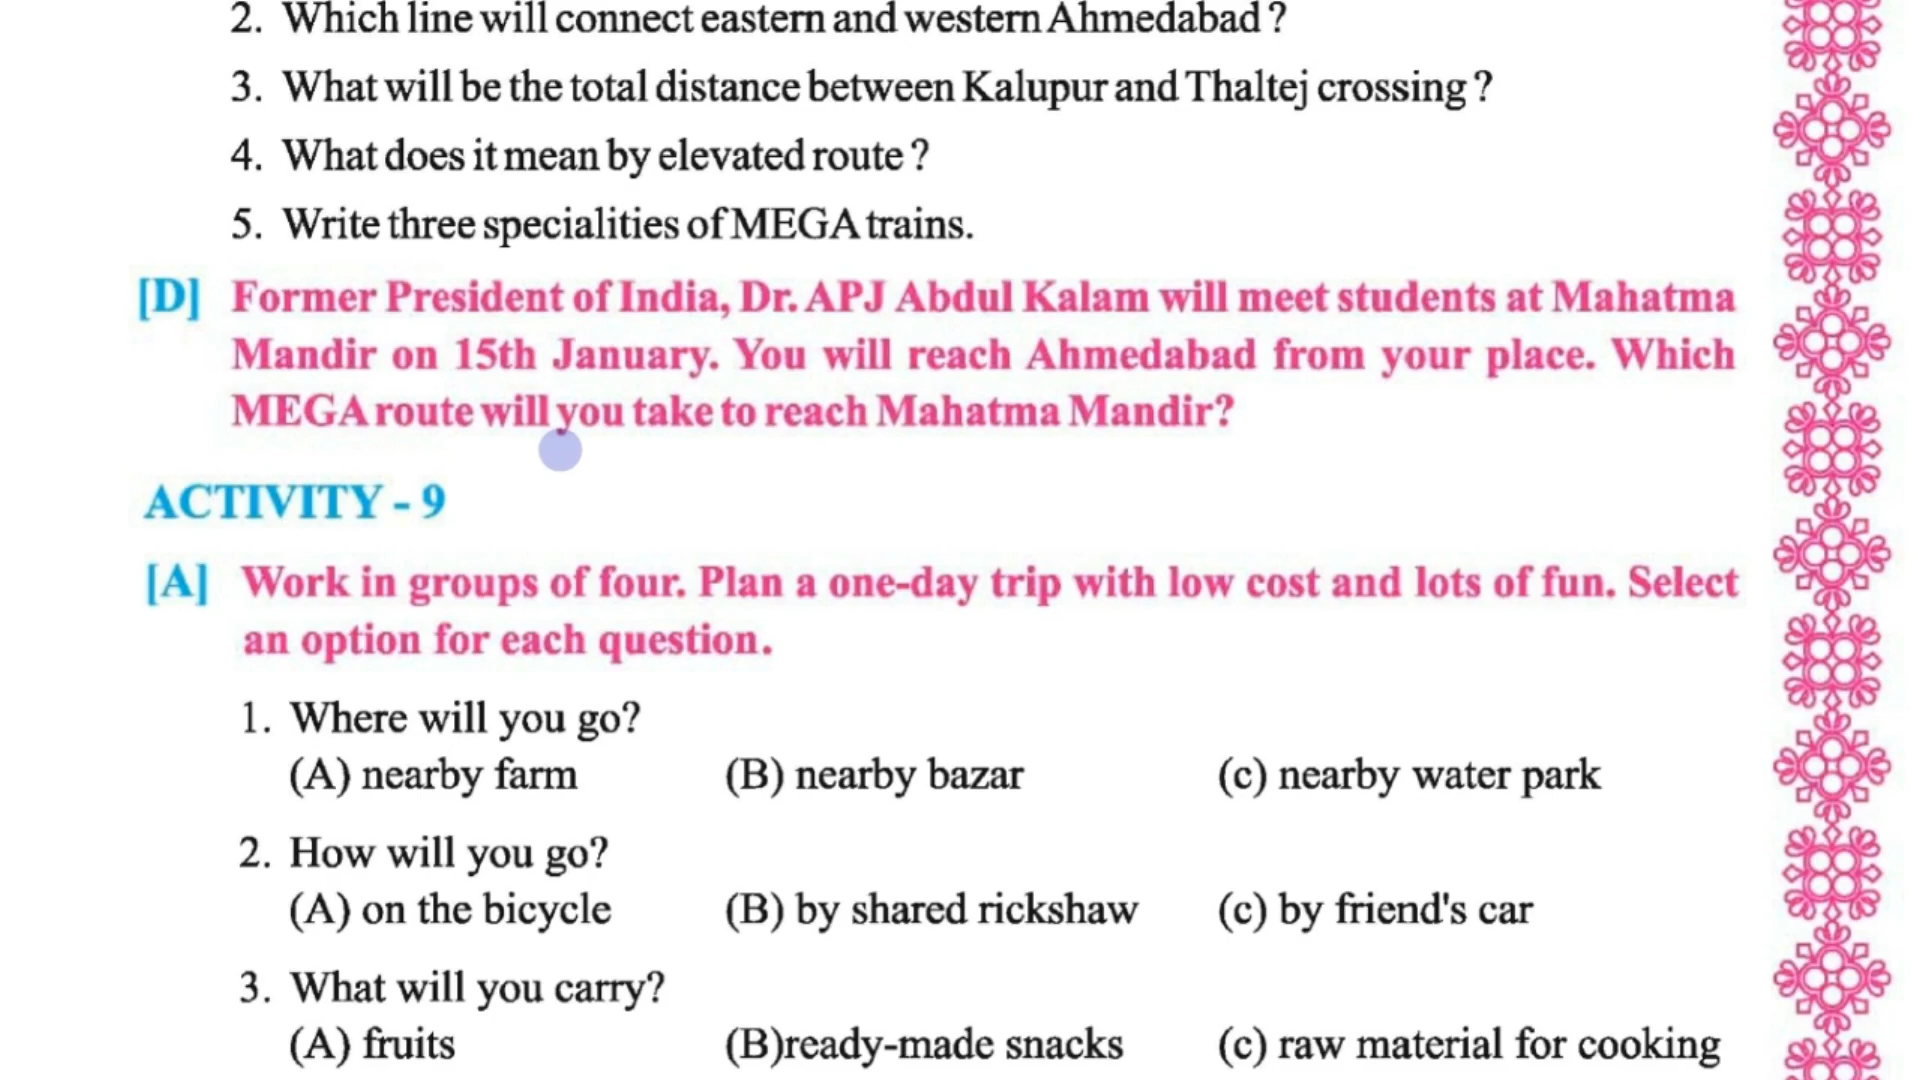 2. Which line will connect eastern and western Ahmedabad ?
3. What will be the total distance between Kalupur and Thaltej crossing ?
4. What does it mean by elevated route ?
5. Write three specialities of MEGA trains.
[D] Former President of India, Dr. APJ Abdul Kalam will meet students at Mahatma
Mandir on 15th January. You will reach Ahmedabad from your place. Which
MEGA route will you take to reach Mahatma Mandir?
ACTIVITY - 9
[A] Work in groups of four. Plan a one-day trip with low cost and lots of fun. Select
an option for each question.
1. Where will you go?
(A) nearby farm (B) nearby bazar (c) nearby water park
2. How will you go?
(A) on the bicycle (B) by shared rickshaw (c) by friend's car
3. What will you carry?
(A) fruits (B)ready-made snacks (c) raw material for cooking